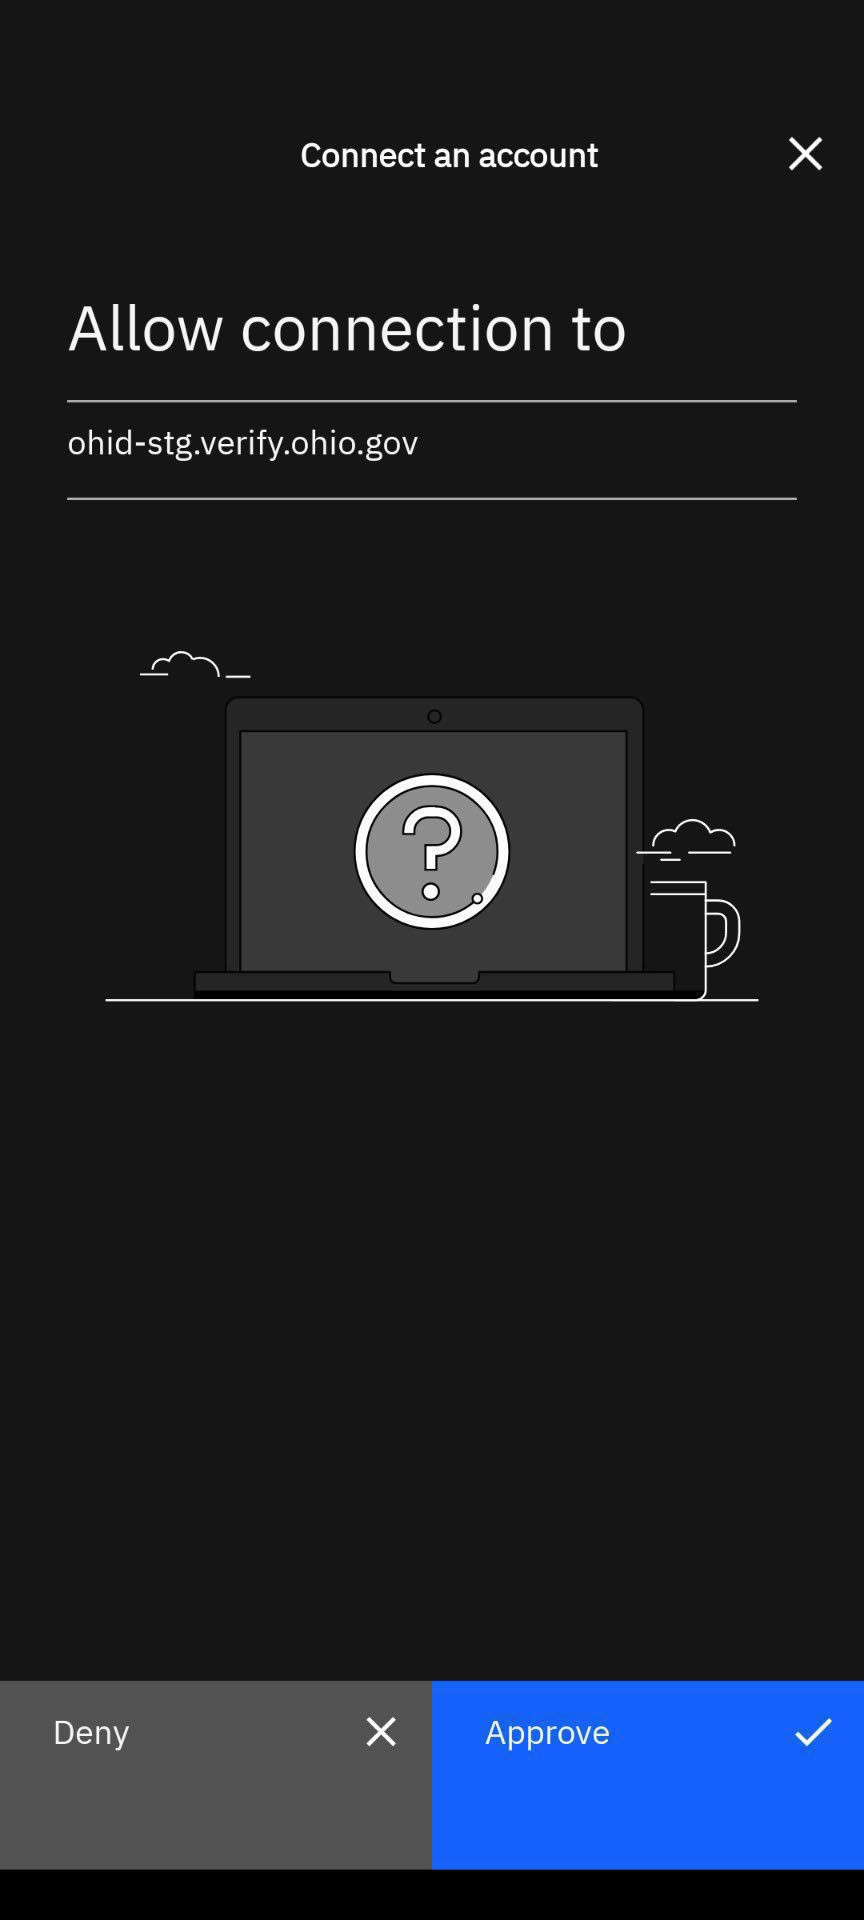 Connect an account
Allow connection to
ohid-stg.verify.ohio.gov
?
Deny
Approve